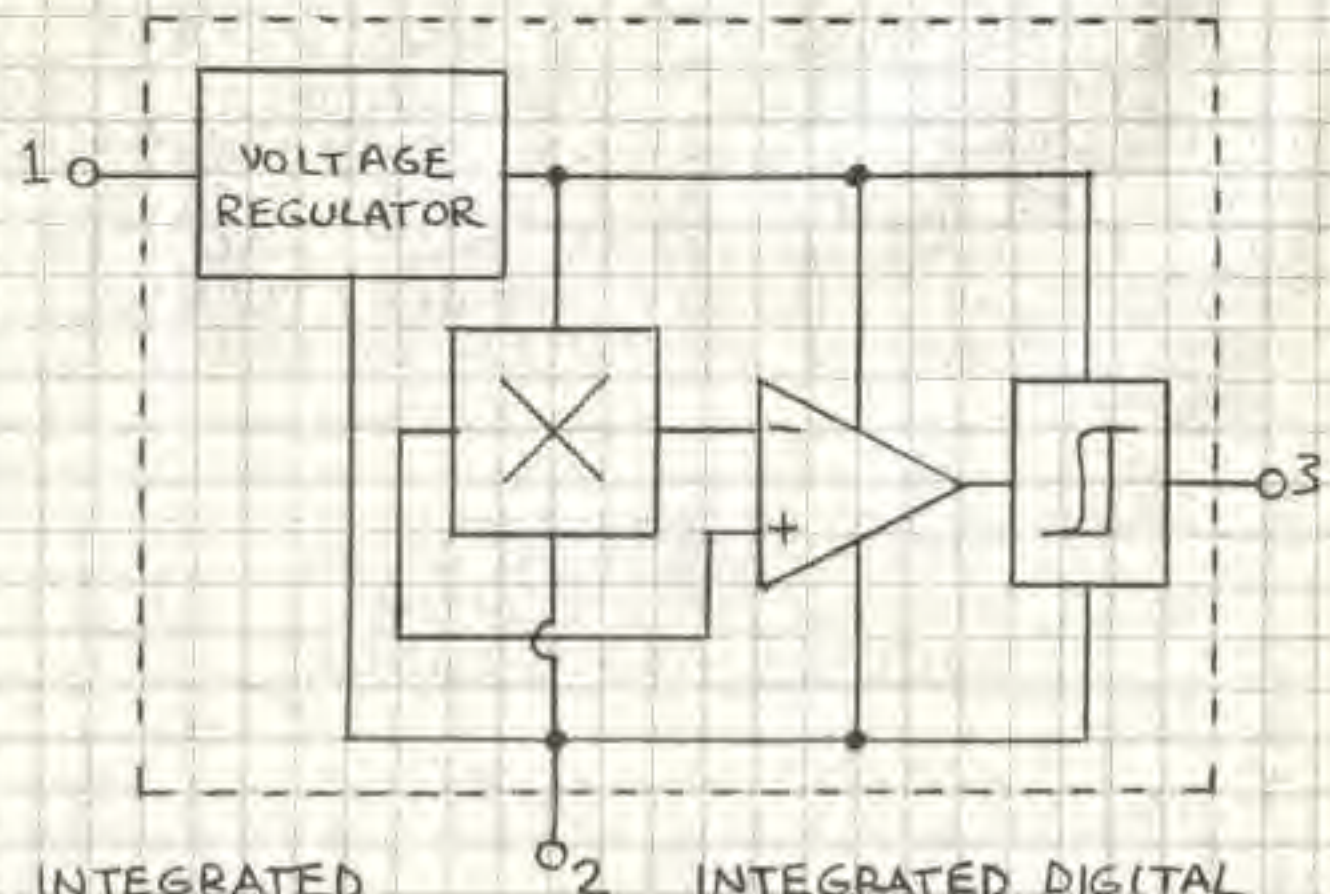 1
VOLTAGE
REGULATOR
-
+
3
2
INTEGRATED
INTEGRATED DIGITAL